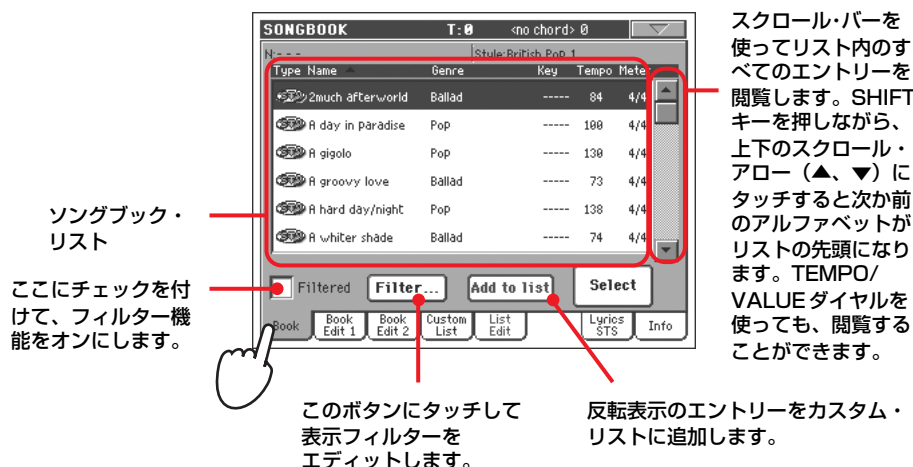 SONGBOOK T:0 <no chord> 0
N:- - - Style:British Pop 1
Type Name Genre Key Tempo Meter
2much afterworld Ballad ----- 84 4/4
A day in paradise Pop ----- 100 4/4
A gigolo Pop ----- 130 4/4
A groovy love Ballad ----- 73 4/4
A hard day/night Pop ----- 138 4/4
A whiter shade Ballad ----- 74 4/4
Filtered Filter... Add to list Select
Book Book Edit 1 Book Edit 2 Custom List List Edit Lyrics STS Info
ソングブック・
リスト
ここにチェックを付
けて、フィルター機
能をオンにします。
このボタンにタッチして
表示フィルターを
エディットします。
反転表示のエントリーをカスタム・
リストに追加します。
スクロール・バーを
使ってリスト内のす
べてのエントリーを
閲覧します。SHIFT
キーを押しながら、
上下のスクロール・
アロー（▲、▼）に
タッチすると次か前
のアルファベットが
リストの先頭になり
ます。TEMPO/
VALUEダイヤルを
使っても、閲覧する
ことができます。